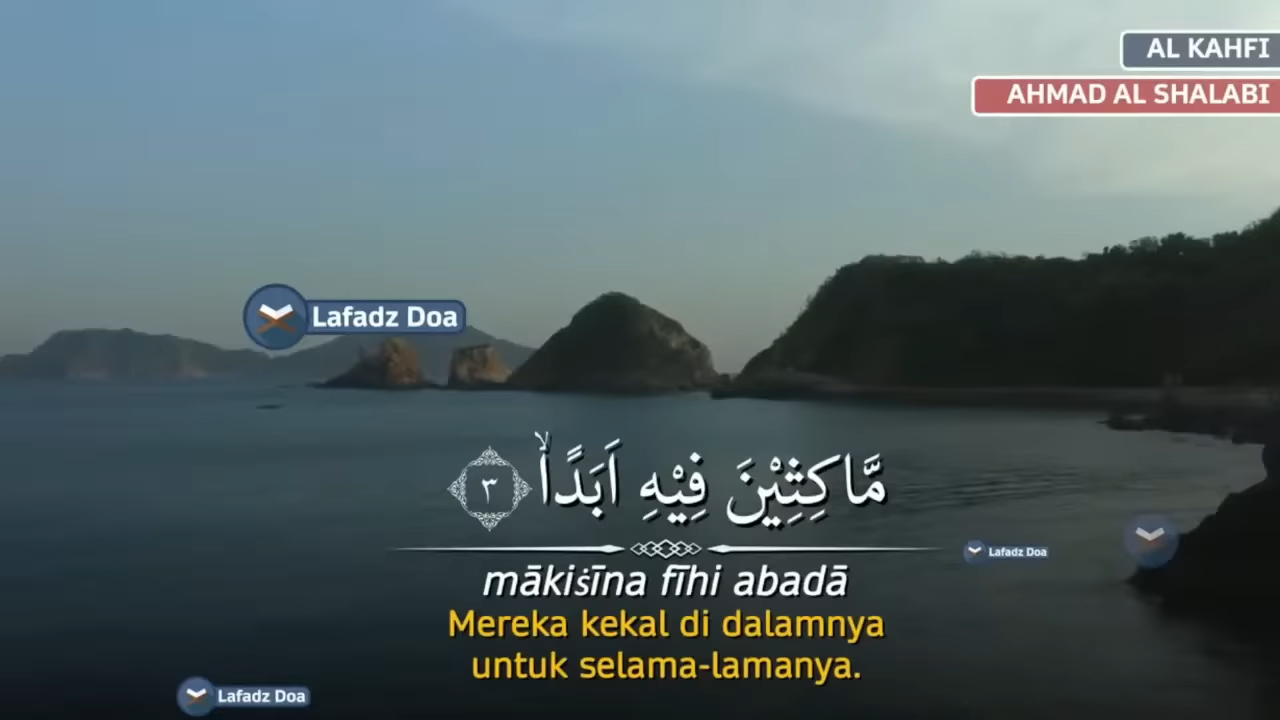 AL KAHFI
AHMAD AL SHALABI
Lafadz Doa
مَّاكِثِيْنَ فِيْهِ اَبَدًاۙ ٣
mākiṡīna fīhi abadā
Lafadz Doa
Mereka kekal di dalamnya
untuk selama-lamanya.
Lafadz Doa